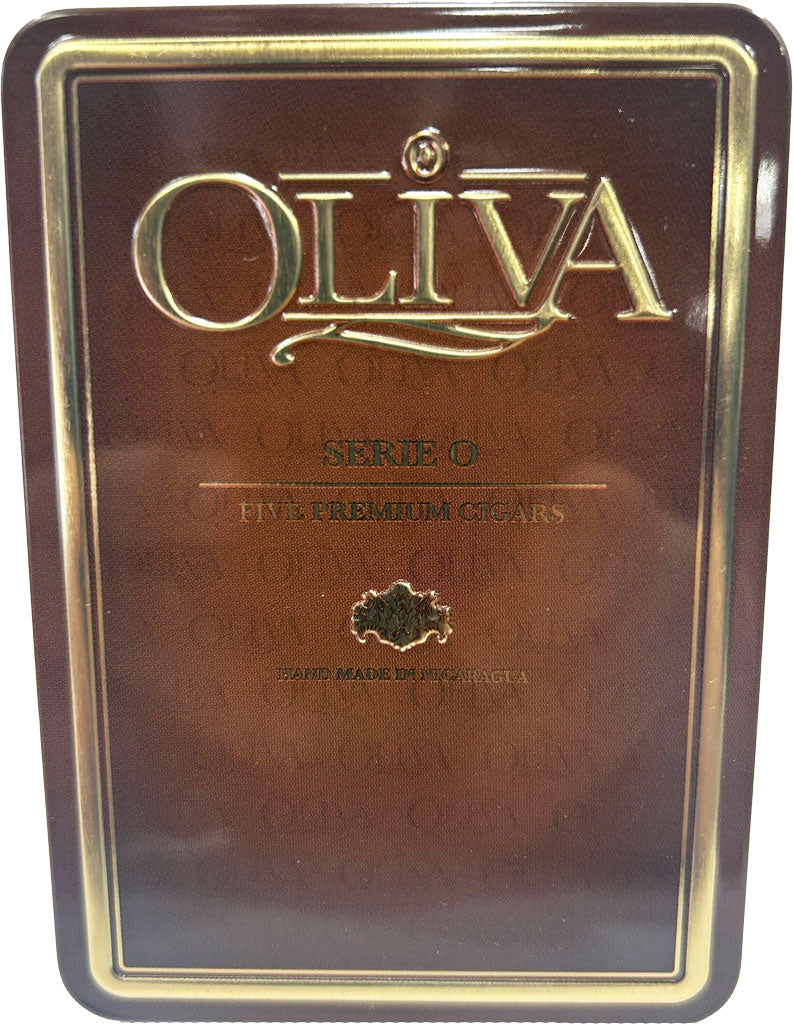 OLIVA
SERIE O
FIVE PREMIUM CIGARS
HAND MADE IN NICARAGUA